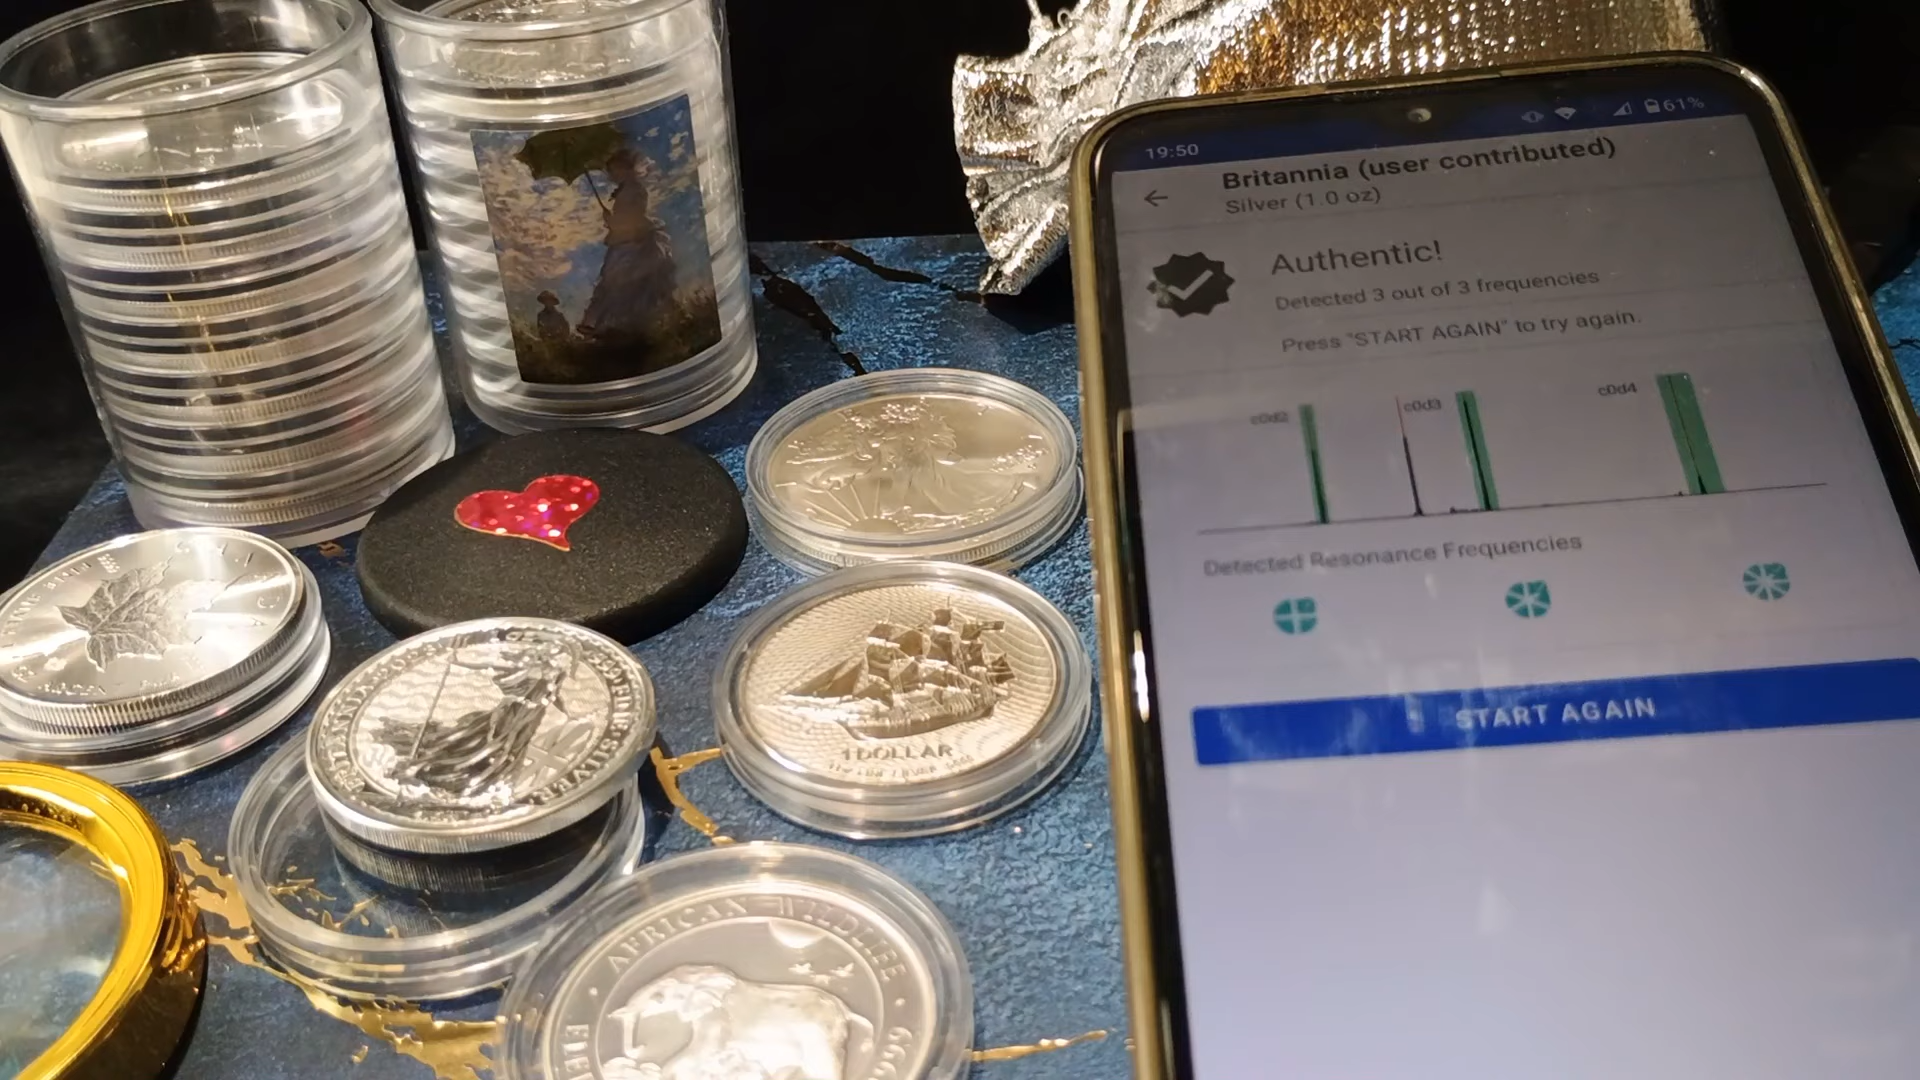 19:50
61%
Britannia (user contributed)
Silver (1.0 oz)
Authentic!
Detected 3 out of 3 frequencies
Press "START AGAIN" to try again.
c0d2
c0d3
c0d4
Detected Resonance Frequencies
START AGAIN
1 DOLLAR
SILVER
AFRICAN WILDLIFE